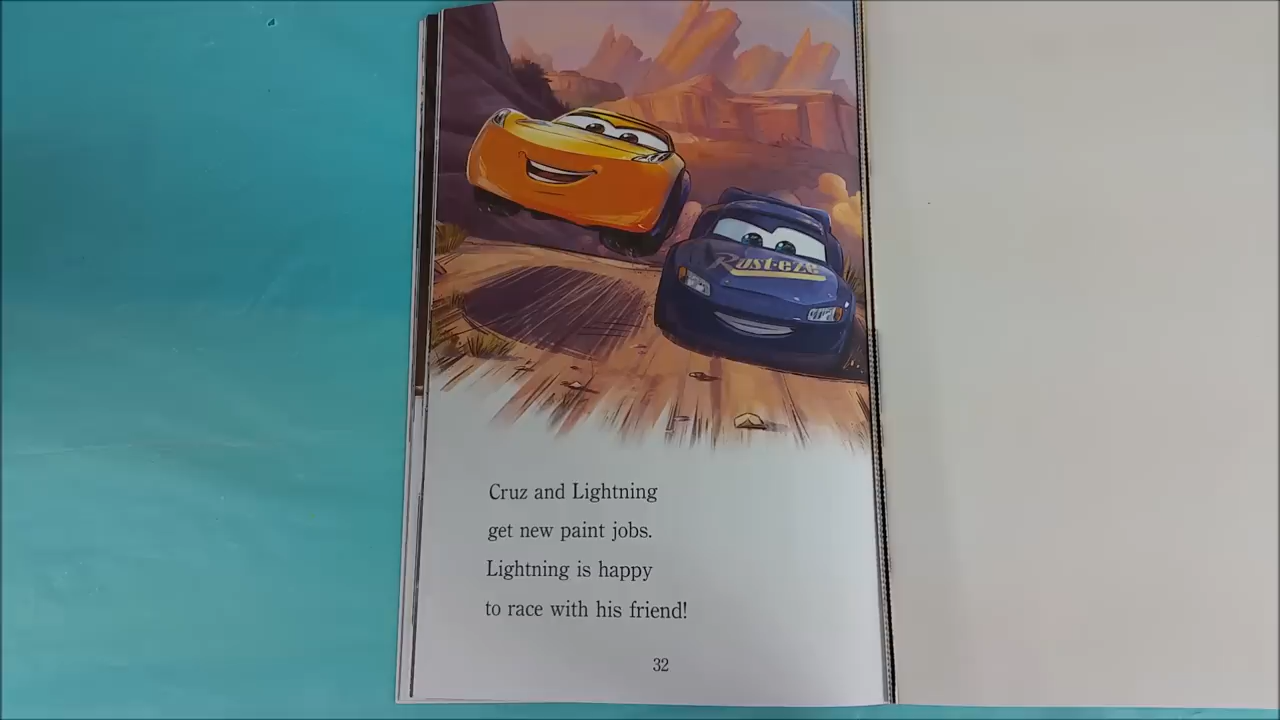 Rust-eze
Cruz and Lightning
get new paint jobs.
Lightning is happy
to race with his friend!
32